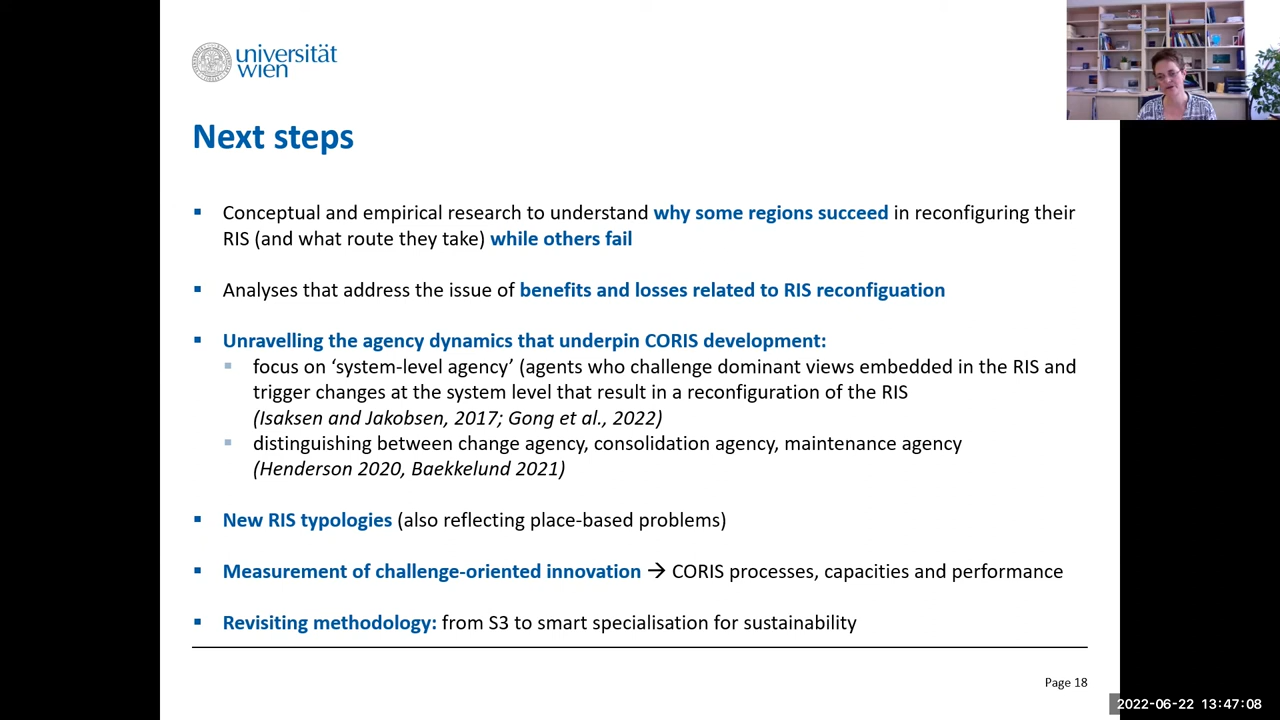 universität
wien
Next steps
▪ Conceptual and empirical research to understand why some regions succeed in reconfiguring their
RIS (and what route they take) while others fail
▪ Analyses that address the issue of benefits and losses related to RIS reconfiguation
▪ Unravelling the agency dynamics that underpin CORIS development:
▪ focus on ‘system-level agency’ (agents who challenge dominant views embedded in the RIS and
trigger changes at the system level that result in a reconfiguration of the RIS
(Isaksen and Jakobsen, 2017; Gong et al., 2022)
▪ distinguishing between change agency, consolidation agency, maintenance agency
(Henderson 2020, Baekkelund 2021)
▪ New RIS typologies (also reflecting place-based problems)
▪ Measurement of challenge-oriented innovation → CORIS processes, capacities and performance
▪ Revisiting methodology: from S3 to smart specialisation for sustainability
Page 18
2022-06-22 13:47:08